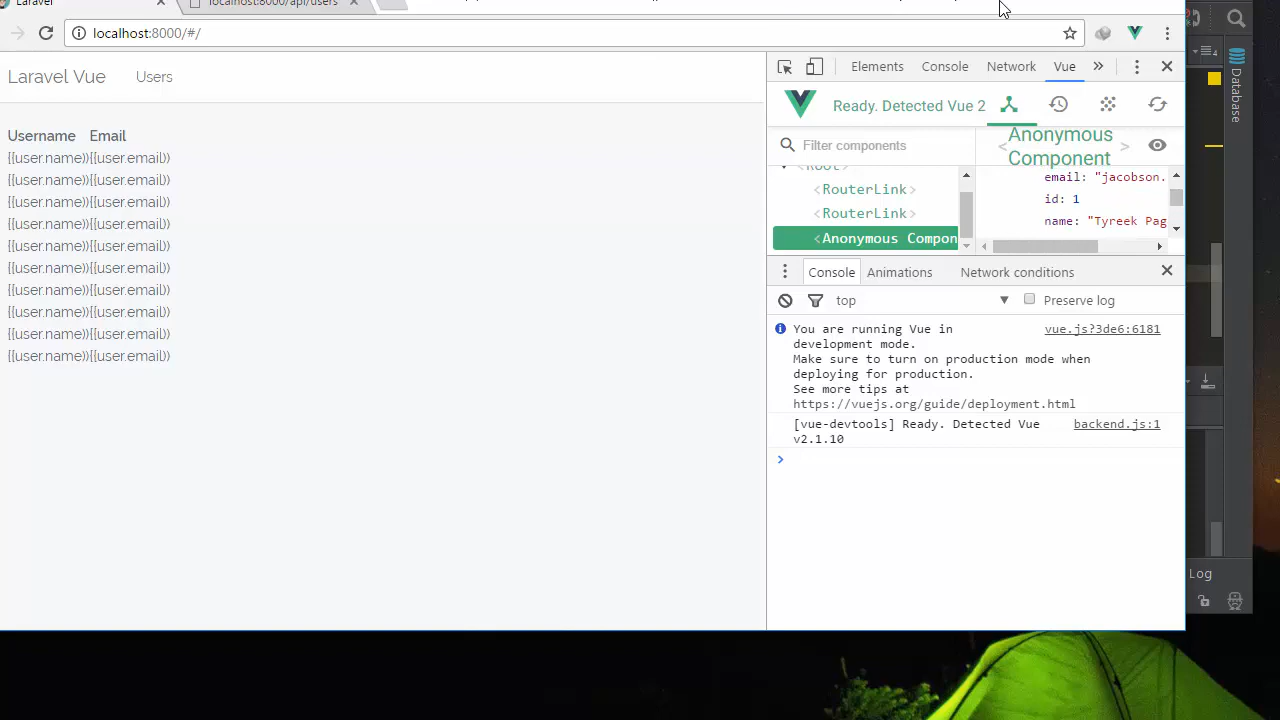 Laravel
localhost:8000/api/users
localhost:8000/#/
Laravel Vue Users
Username Email
{{user.name)){{user.email))
{{user.name)){{user.email))
{{user.name)){{user.email))
{{user.name)){{user.email))
{{user.name)){{user.email))
{{user.name)){{user.email))
{{user.name)){{user.email))
{{user.name)){{user.email))
{{user.name)){{user.email))
{{user.name)){{user.email))
Elements Console Network Vue »
Ready. Detected Vue 2
Filter components
< Anonymous Component >
<Root>
<RouterLink>
<RouterLink>
<Anonymous Compon
email: "jacobson.
id: 1
name: "Tyreek Pag
Console Animations Network conditions
top Preserve log
You are running Vue in development mode. vue.js?3de6:6181
Make sure to turn on production mode when
deploying for production.
See more tips at
https://vuejs.org/guide/deployment.html
[vue-devtools] Ready. Detected Vue v2.1.10 backend.js:1
>
Database
Log